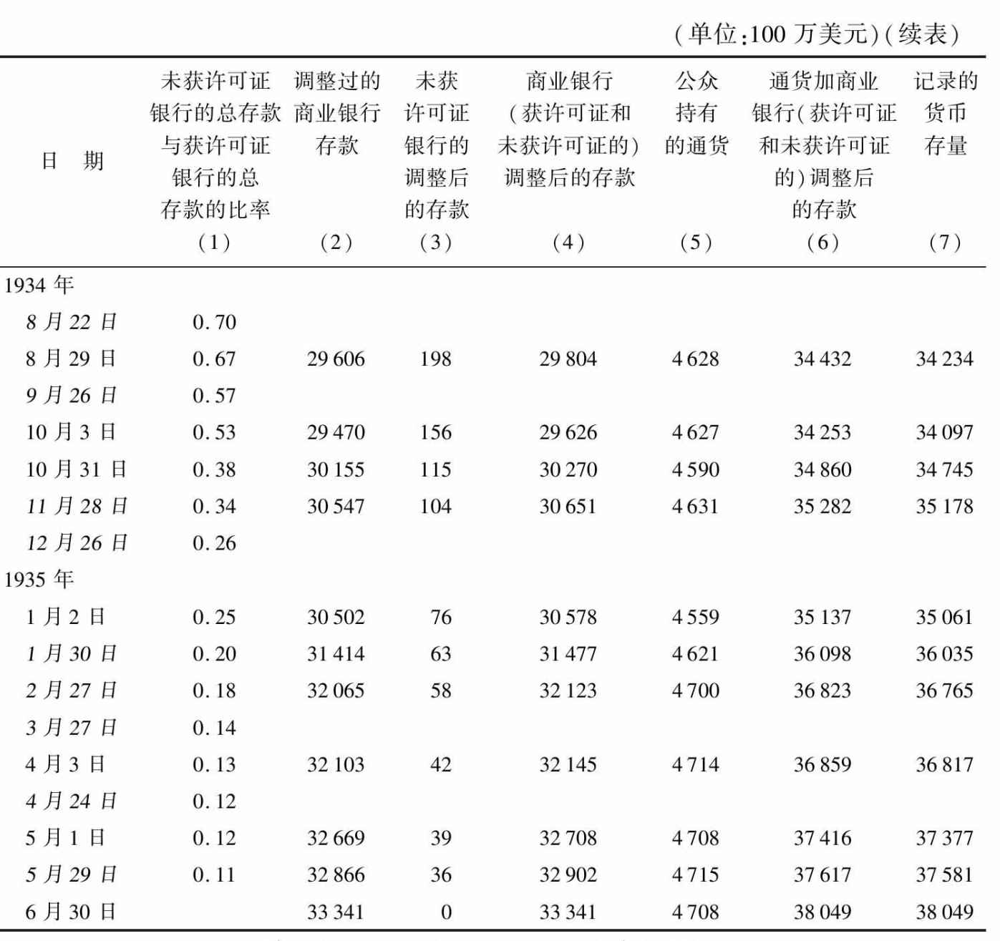 (单位:100 万美元)(续表)
日 期
未获许可证 调整过的 未获 商业银行 公众 通货加商业 记录的
银行的总存款 商业银行 许可证 (获许可证和 持有 银行(获许可证 货币
与获许可证 存款 银行的 未获许可证的) 的通货 和未获许可证 存量
银行的总 调整后 调整后的存款 的)调整后
存款的比率 的存款 的存款
(1) (2) (3) (4) (5) (6) (7)
1934 年
8 月 22 日 0.70
8 月 29 日 0.67 29 606 198 29 804 4 628 34 432 34 234
9 月 26 日 0.57
10 月 3 日 0.53 29 470 156 29 626 4 627 34 253 34 097
10 月 31 日 0.38 30 155 115 30 270 4 590 34 860 34 745
11 月 28 日 0.34 30 547 104 30 651 4 631 35 282 35 178
12 月 26 日 0.26
1935 年
1 月 2 日 0.25 30 502 76 30 578 4 559 35 137 35 061
1 月 30 日 0.20 31 414 63 31 477 4 621 36 098 36 035
2 月 27 日 0.18 32 065 58 32 123 4 700 36 823 36 765
3 月 27 日 0.14
4 月 3 日 0.13 32 103 42 32 145 4 714 36 859 36 817
4 月 24 日 0.12
5 月 1 日 0.12 32 669 39 32 708 4 708 37 416 37 377
5 月 29 日 0.11 32 866 36 32 902 4 715 37 617 37 581
6 月 30 日 33 341 0 33 341 4 708 38 049 38 049